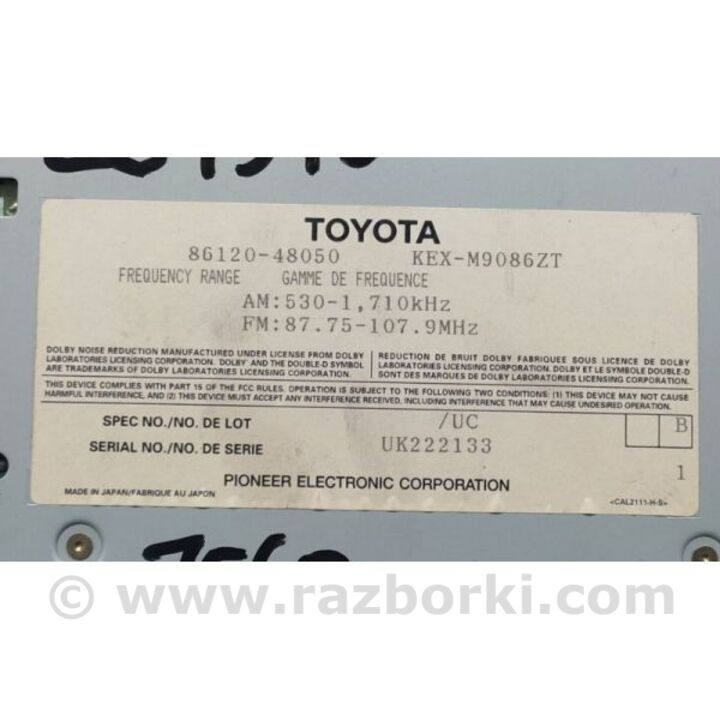 TOYOTA
86120-48050 KEX-M9086ZT
FREQUENCY RANGE GAMME DE FREQUENCE
AM:530-1,710kHz
FM:87.75-107.9MHz
DOLBY NOISE REDUCTION MANUFACTURED UNDER LICENSE FROM DOLBY
LABORATORIES LICENSING CORPORATION. DOLBY AND THE DOUBLE-D SYMBOL
ARE TRADEMARK OF DOLBY LABORATORIES LICENSING CORPORATION.
REDUCTION DE BRUIT DOLBY FABRIQUEE SOUS LICENCE DE DOLBY
LABORATORIES LICENSING CORPORATION. DOLBY ET LE SYMBOLE DOUBLE-D
SONT DES MARQUES DE DOLBY LABORATORIES LICENSING CORPORATION.
THIS DEVICE COMPLIES WITH PART 15 OF THE FCC RULES. OPERATION IS SUBJECT TO THE FOLLOWING TWO CONDITIONS: (1) THIS DEVICE MAY NOT CAUSE
HARMFUL INTERFERENCE, AND (2) THIS DEVICE MUST ACCEPT ANY INTERFERENCE RECEIVED, INCLUDING INTERFERENCE THAT MAY CAUSE UNDESIRED OPERATION.
SPEC NO./NO. DE LOT /UC B
SERIAL NO./NO. DE SERIE UK222133
1
PIONEER ELECTRONIC CORPORATION
MADE IN JAPAN/FABRIQUE AU JAPON
<CAL2111-H-S>
© www.razborki.com